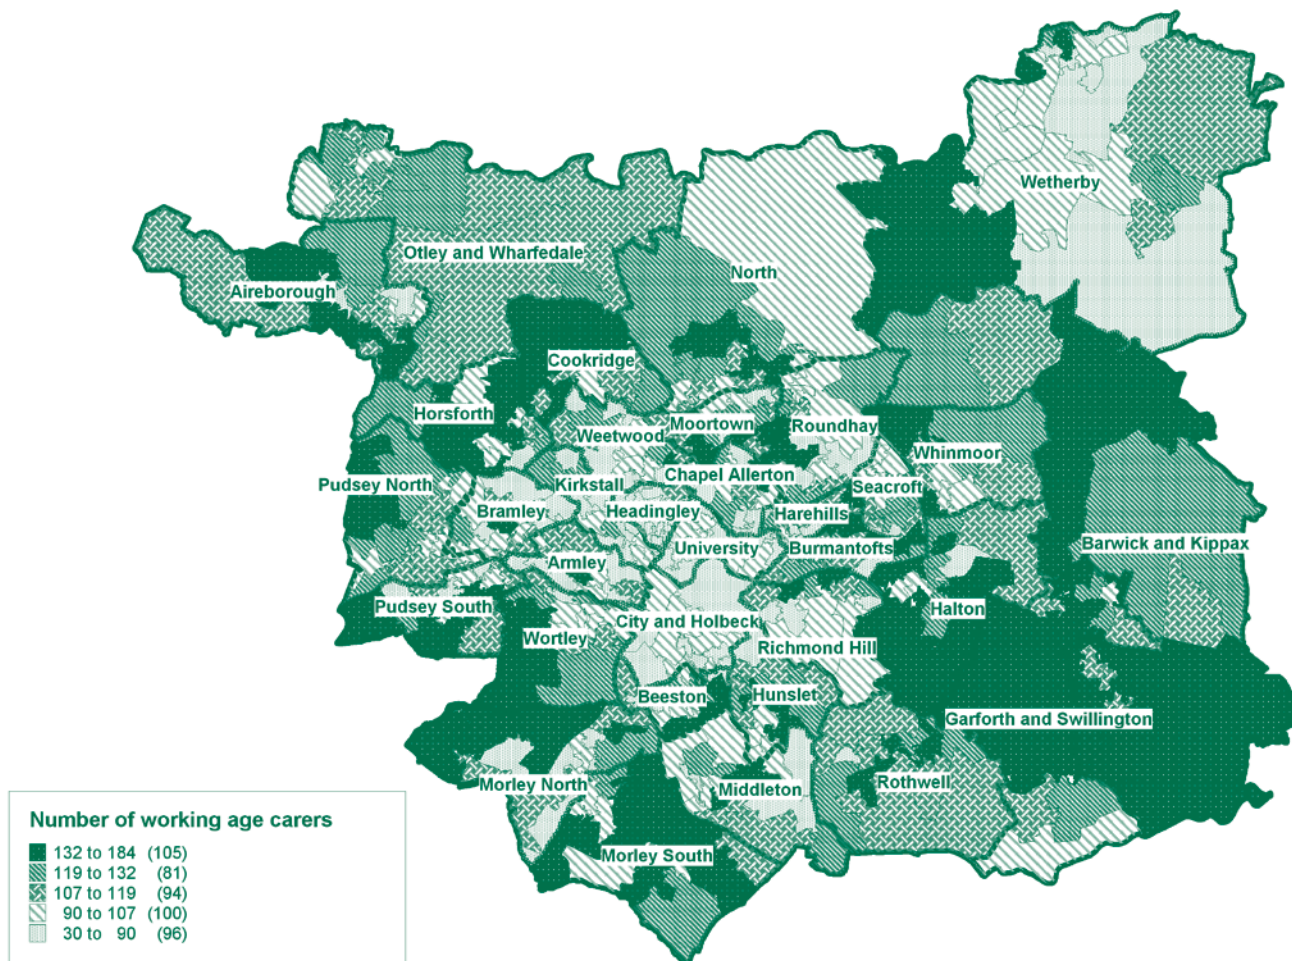 Wetherby
Otley and Wharfedale
North
Aireborough
Cookridge
Horsforth
Moortown
Roundhay
Weetwood
Whinmoor
Chapel Allerton
Pudsey North
Kirkstall
Seacroft
Bramley
Headingley
Harehills
University
Burmantofts
Barwick and Kippax
Armley
Pudsey South
Halton
City and Holbeck
Wortley
Richmond Hill
Beeston
Hunslet
Garforth and Swillington
Morley North
Middleton
Rothwell
Morley South
Number of working age carers
132 to 184 (105)
119 to 132 (81)
107 to 119 (94)
90 to 107 (100)
30 to 90 (96)